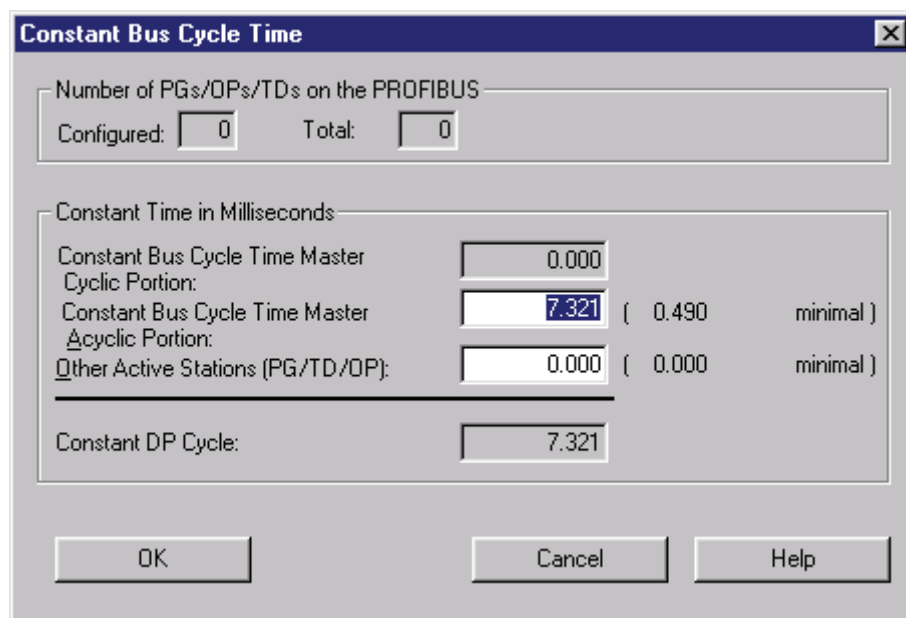 Constant Bus Cycle Time
Number of PGs/OPs/TDs on the PROFIBUS
Configured: 0 Total: 0
Constant Time in Milliseconds
Constant Bus Cycle Time Master
Cyclic Portion: 0.000
Constant Bus Cycle Time Master
Acyclic Portion: 7.321 ( 0.490 minimal )
Other Active Stations (PG/TD/OP): 0.000 ( 0.000 minimal )
Constant DP Cycle: 7.321
OK Cancel Help